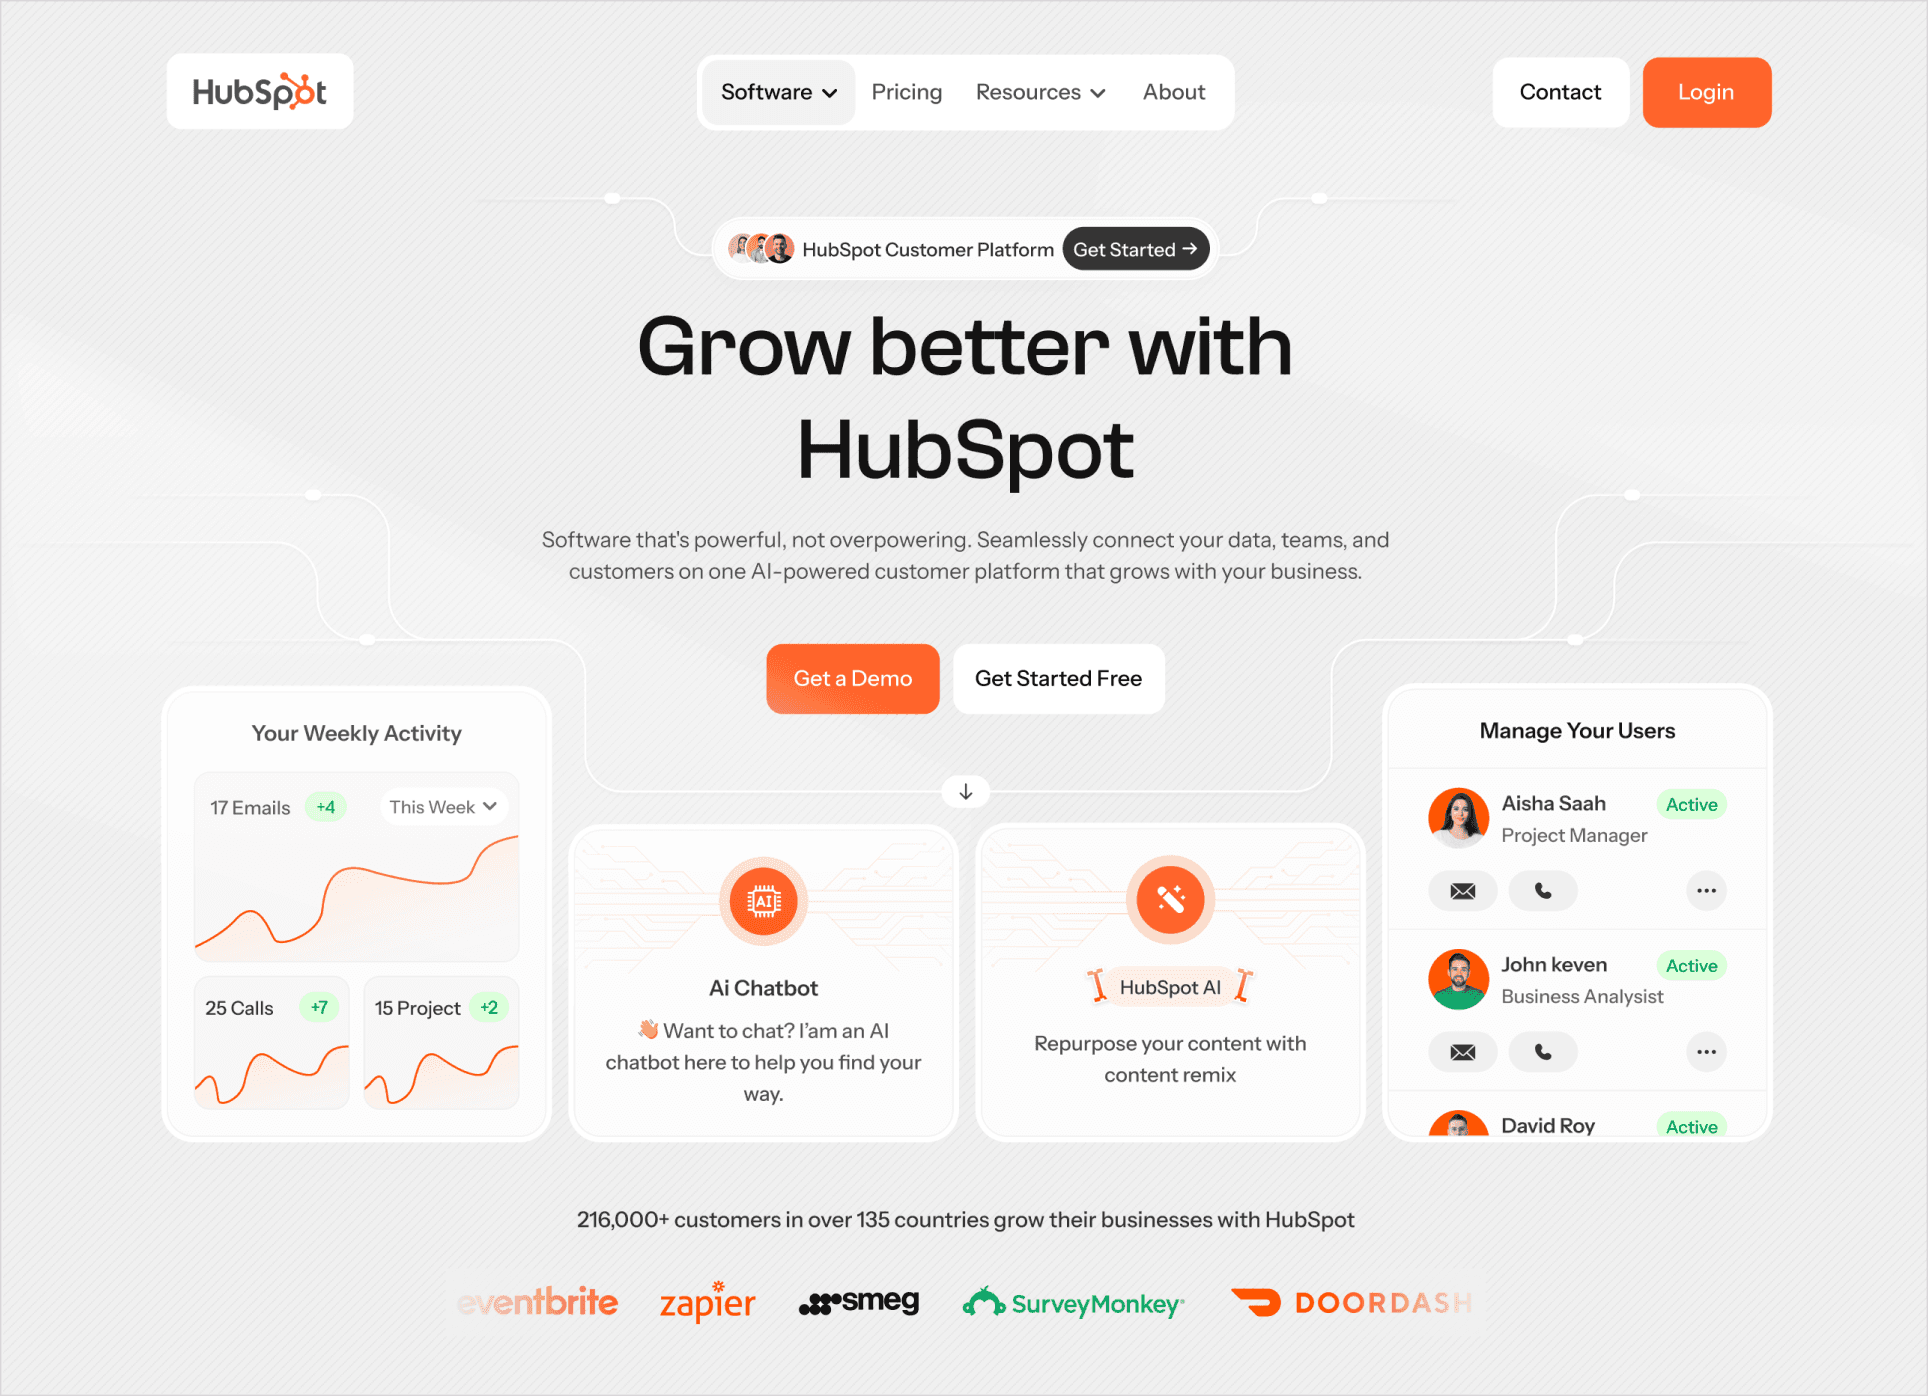 HubSpot
Software
Pricing
Resources
About
Contact
Login
HubSpot Customer Platform
Get Started →
Grow better with
HubSpot
Software that's powerful, not overpowering. Seamlessly connect your data, teams, and
customers on one AI-powered customer platform that grows with your business.
Get a Demo
Get Started Free
Your Weekly Activity
17 Emails
+4
This Week
25 Calls
+7
15 Project
+2
AI
Ai Chatbot
👋 Want to chat? I’am an AI
chatbot here to help you find your
way.
HubSpot AI
Repurpose your content with
content remix
Manage Your Users
Aisha Saah
Active
Project Manager
John keven
Active
Business Analysist
David Roy
Active
216,000+ customers in over 135 countries grow their businesses with HubSpot
eventbrite
zapier
smeg
SurveyMonkey®
DOORDASH